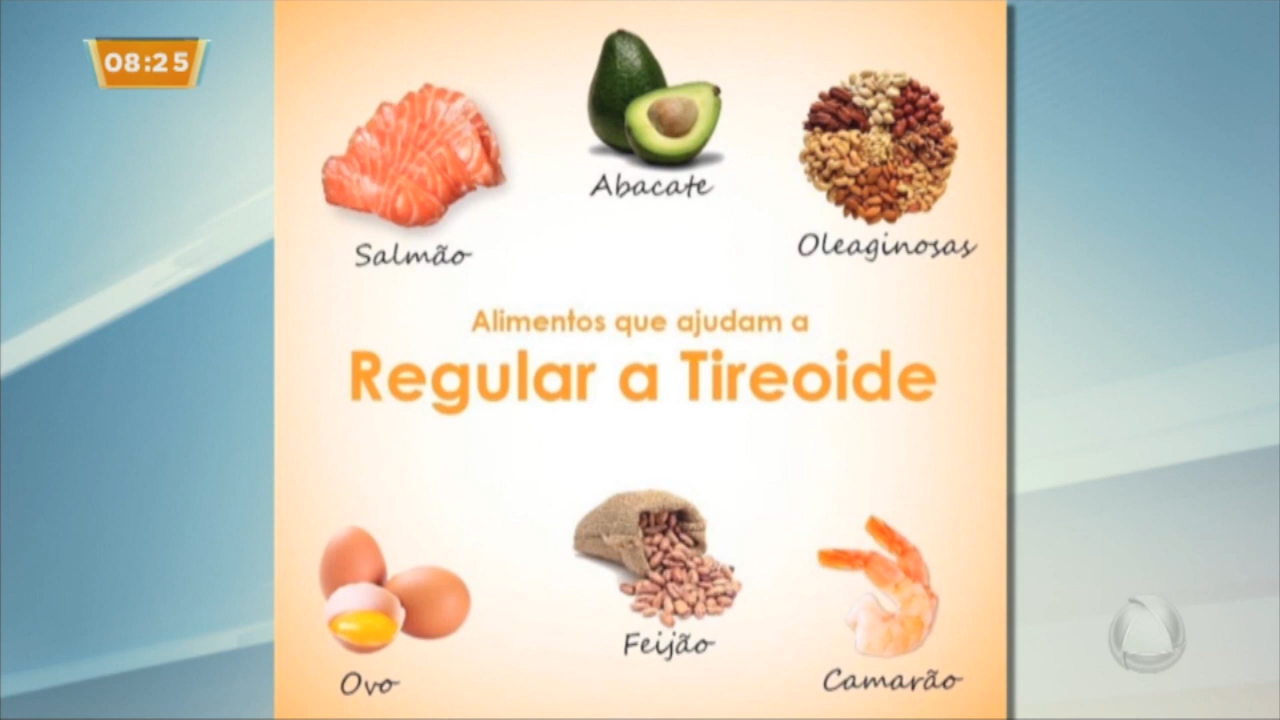 08:25
Abacate
Salmão
Oleaginosas
Alimentos que ajudam a
Regular a Tireoide
Ovo
Feijão
Camarão